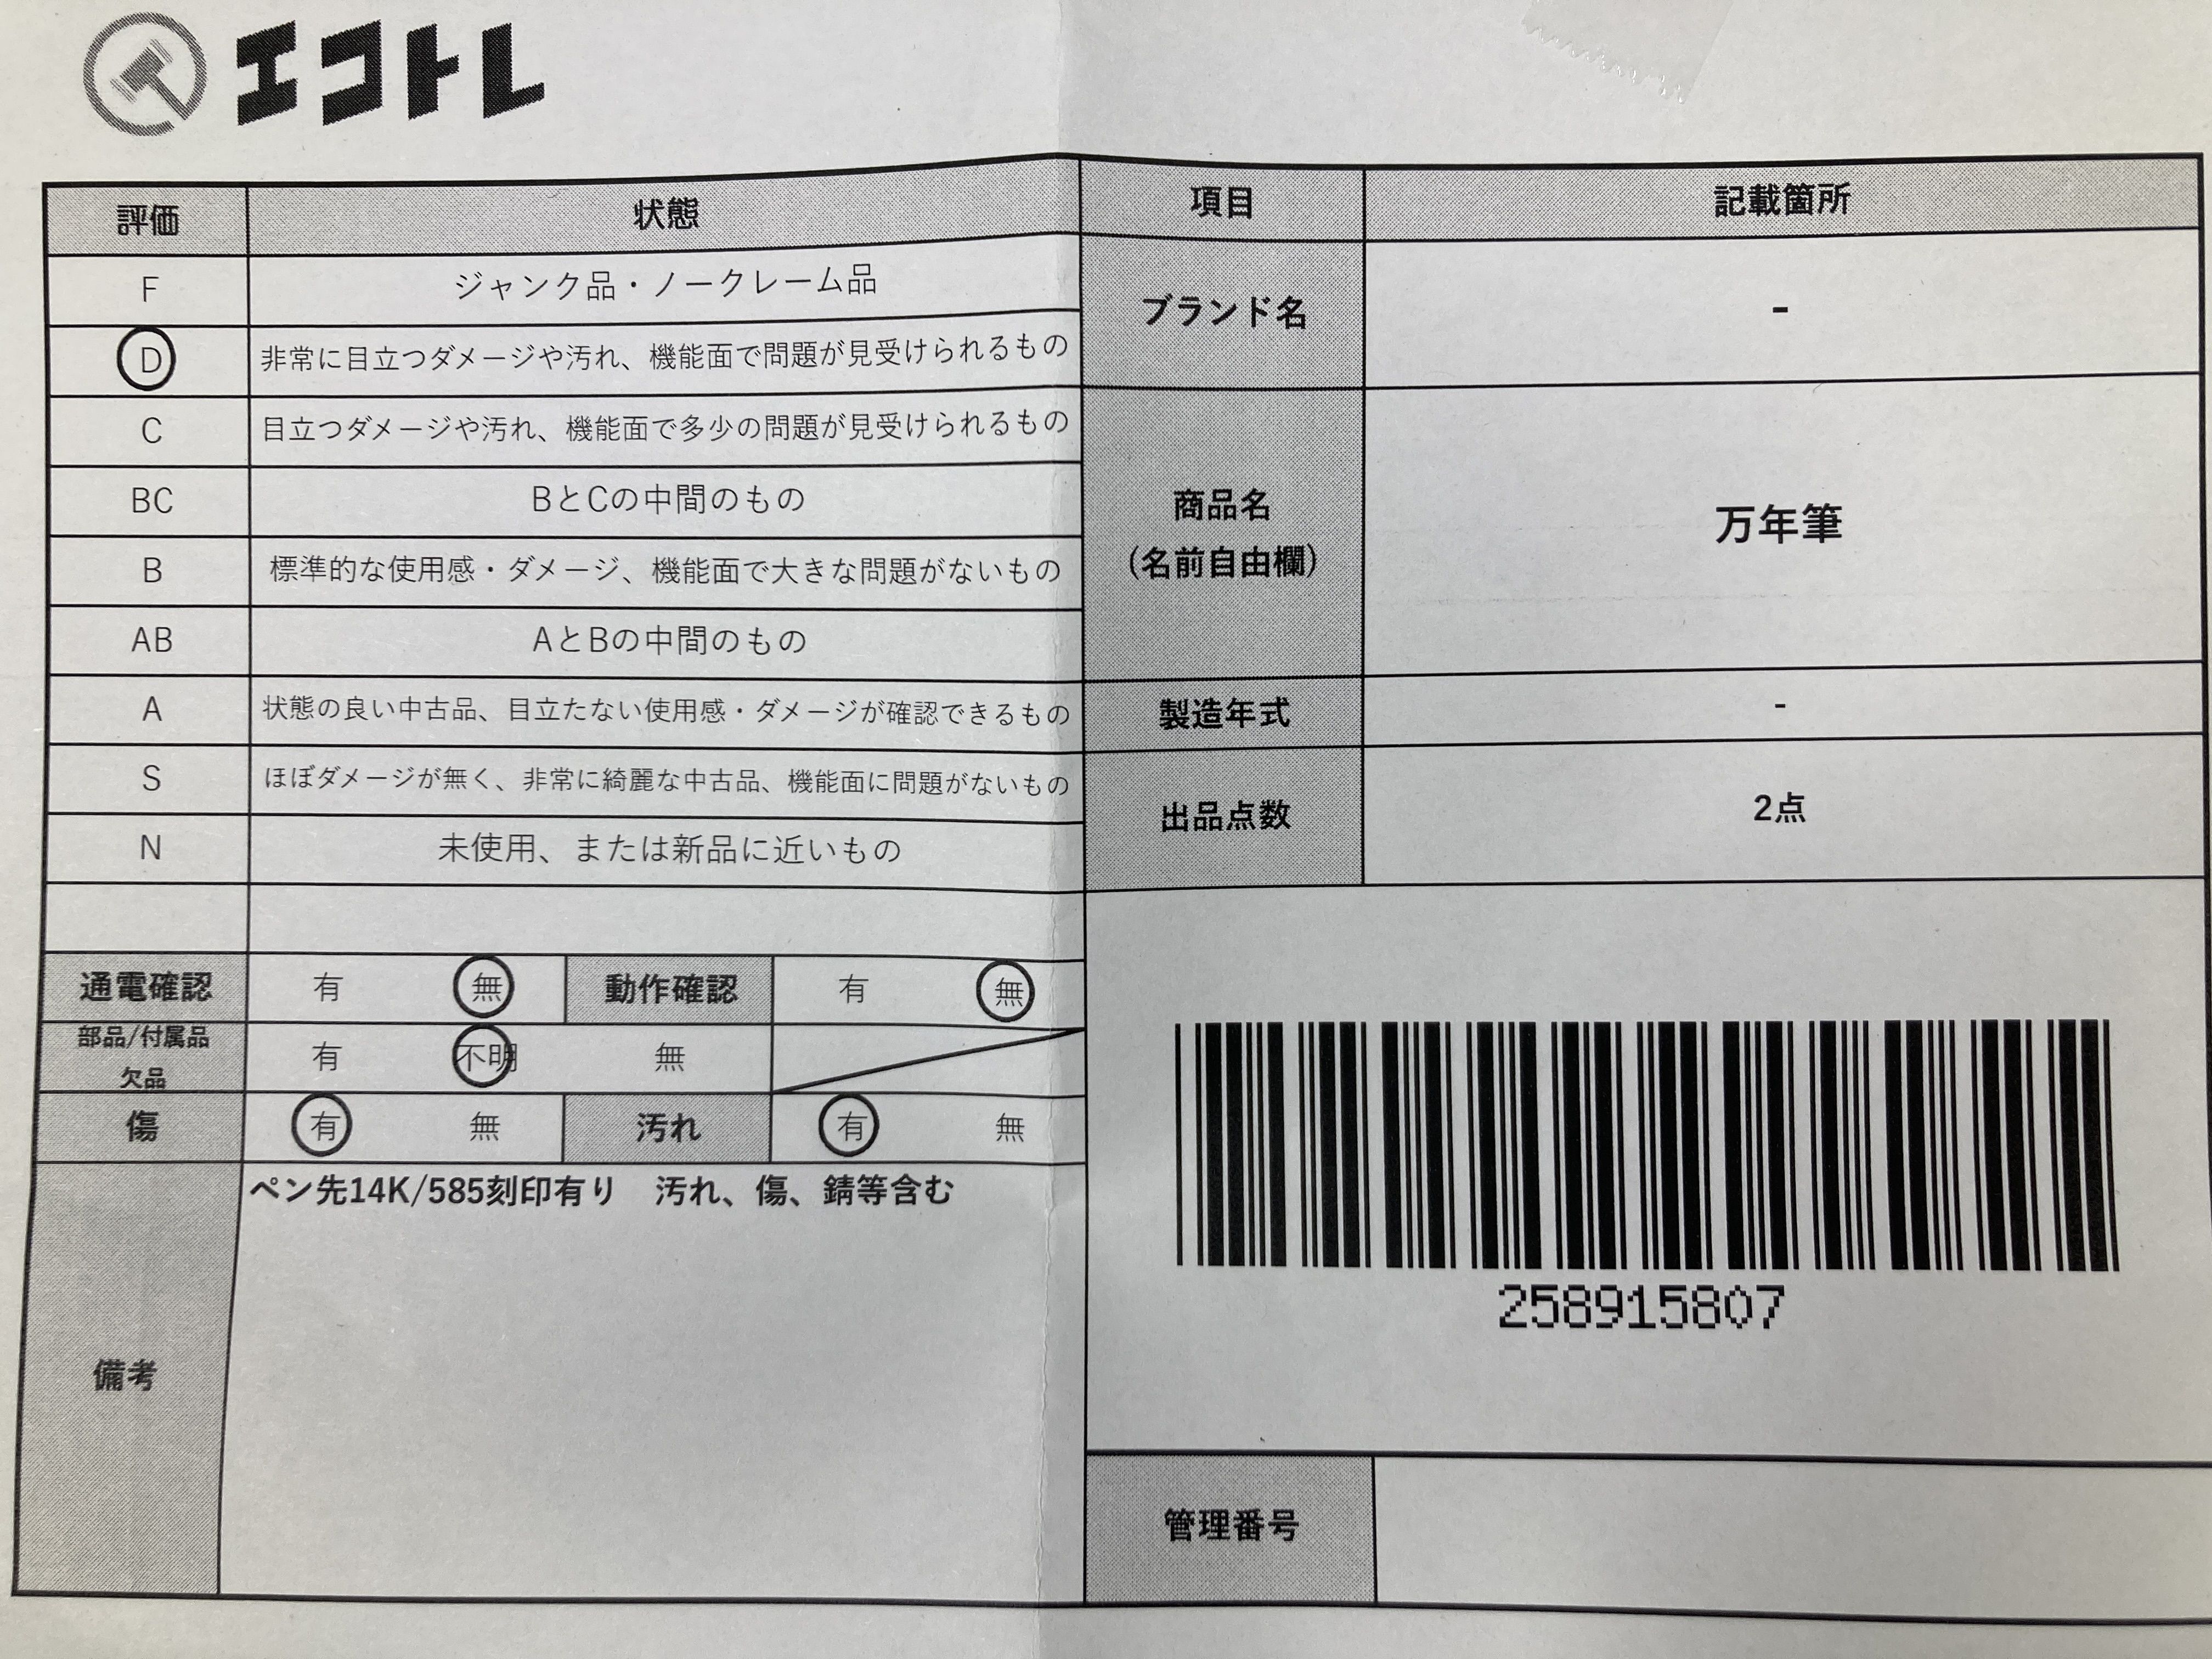 エコトレ
評価 状態
F ジャンク品・ノークレーム品
D 非常に目立つダメージや汚れ、機能面で問題が見受けられるもの
C 目立つダメージや汚れ、機能面で多少の問題が見受けられるもの
BC BとCの中間のもの
B 標準的な使用感・ダメージ、機能面で大きな問題がないもの
AB AとBの中間のもの
A 状態の良い中古品、目立たない使用感・ダメージが確認できるもの
S ほぼダメージが無く、非常に綺麗な中古品、機能面に問題がないもの
N 未使用、または新品に近いもの
通電確認 有 無 動作確認 有 無
部品/付属品
欠品 有 不明 無
傷 有 無 汚れ 有 無
備考 ペン先14K/585刻印有り 汚れ、傷、錆等含む
項目 記載箇所
ブランド名 -
商品名
(名前自由欄) 万年筆
製造年式 -
出品点数 2点
258915807
管理番号